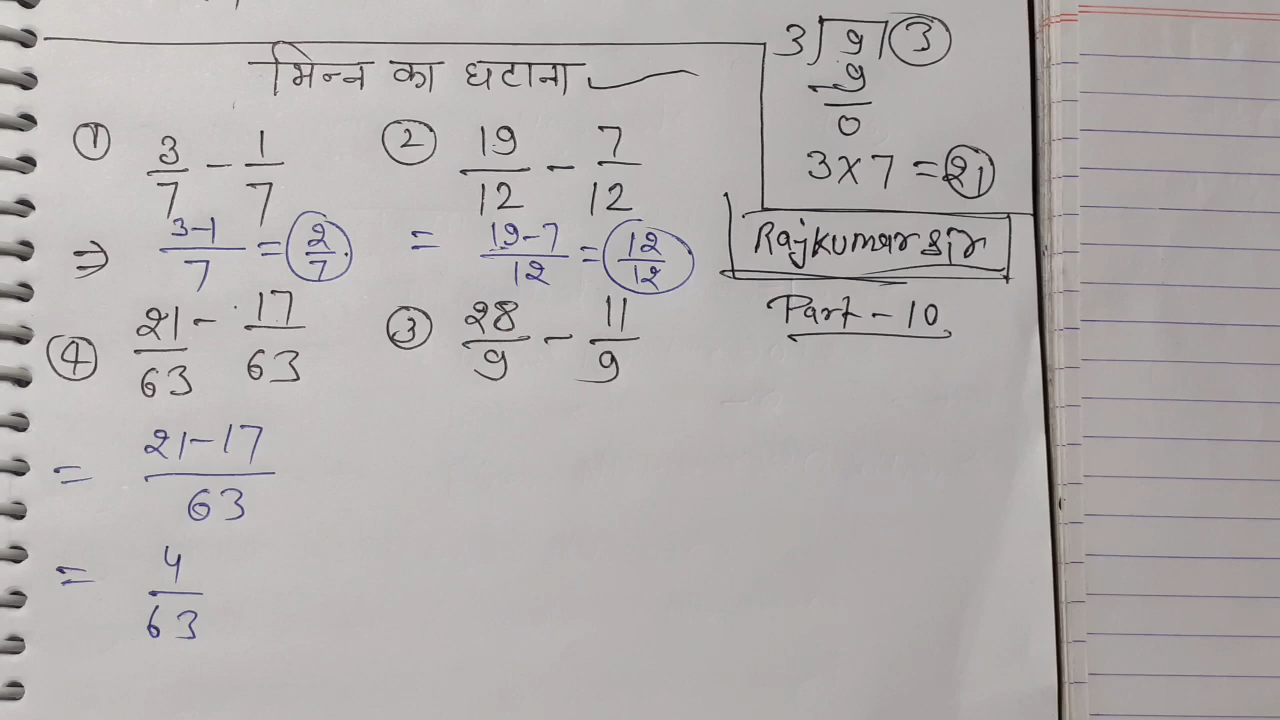 भिन्न का घटाना
① 3/7 - 1/7
⇒ 3-1/7 = 2/7
② 19/12 - 7/12
= 19-7/12 = 12/12
④ 21/63 - 17/63
= 21-17/63
= 4/63
③ 28/9 - 11/9
3 ) 9 ( 3
9
0
3 x 7 = 21
Rajkumar sir
Part - 10